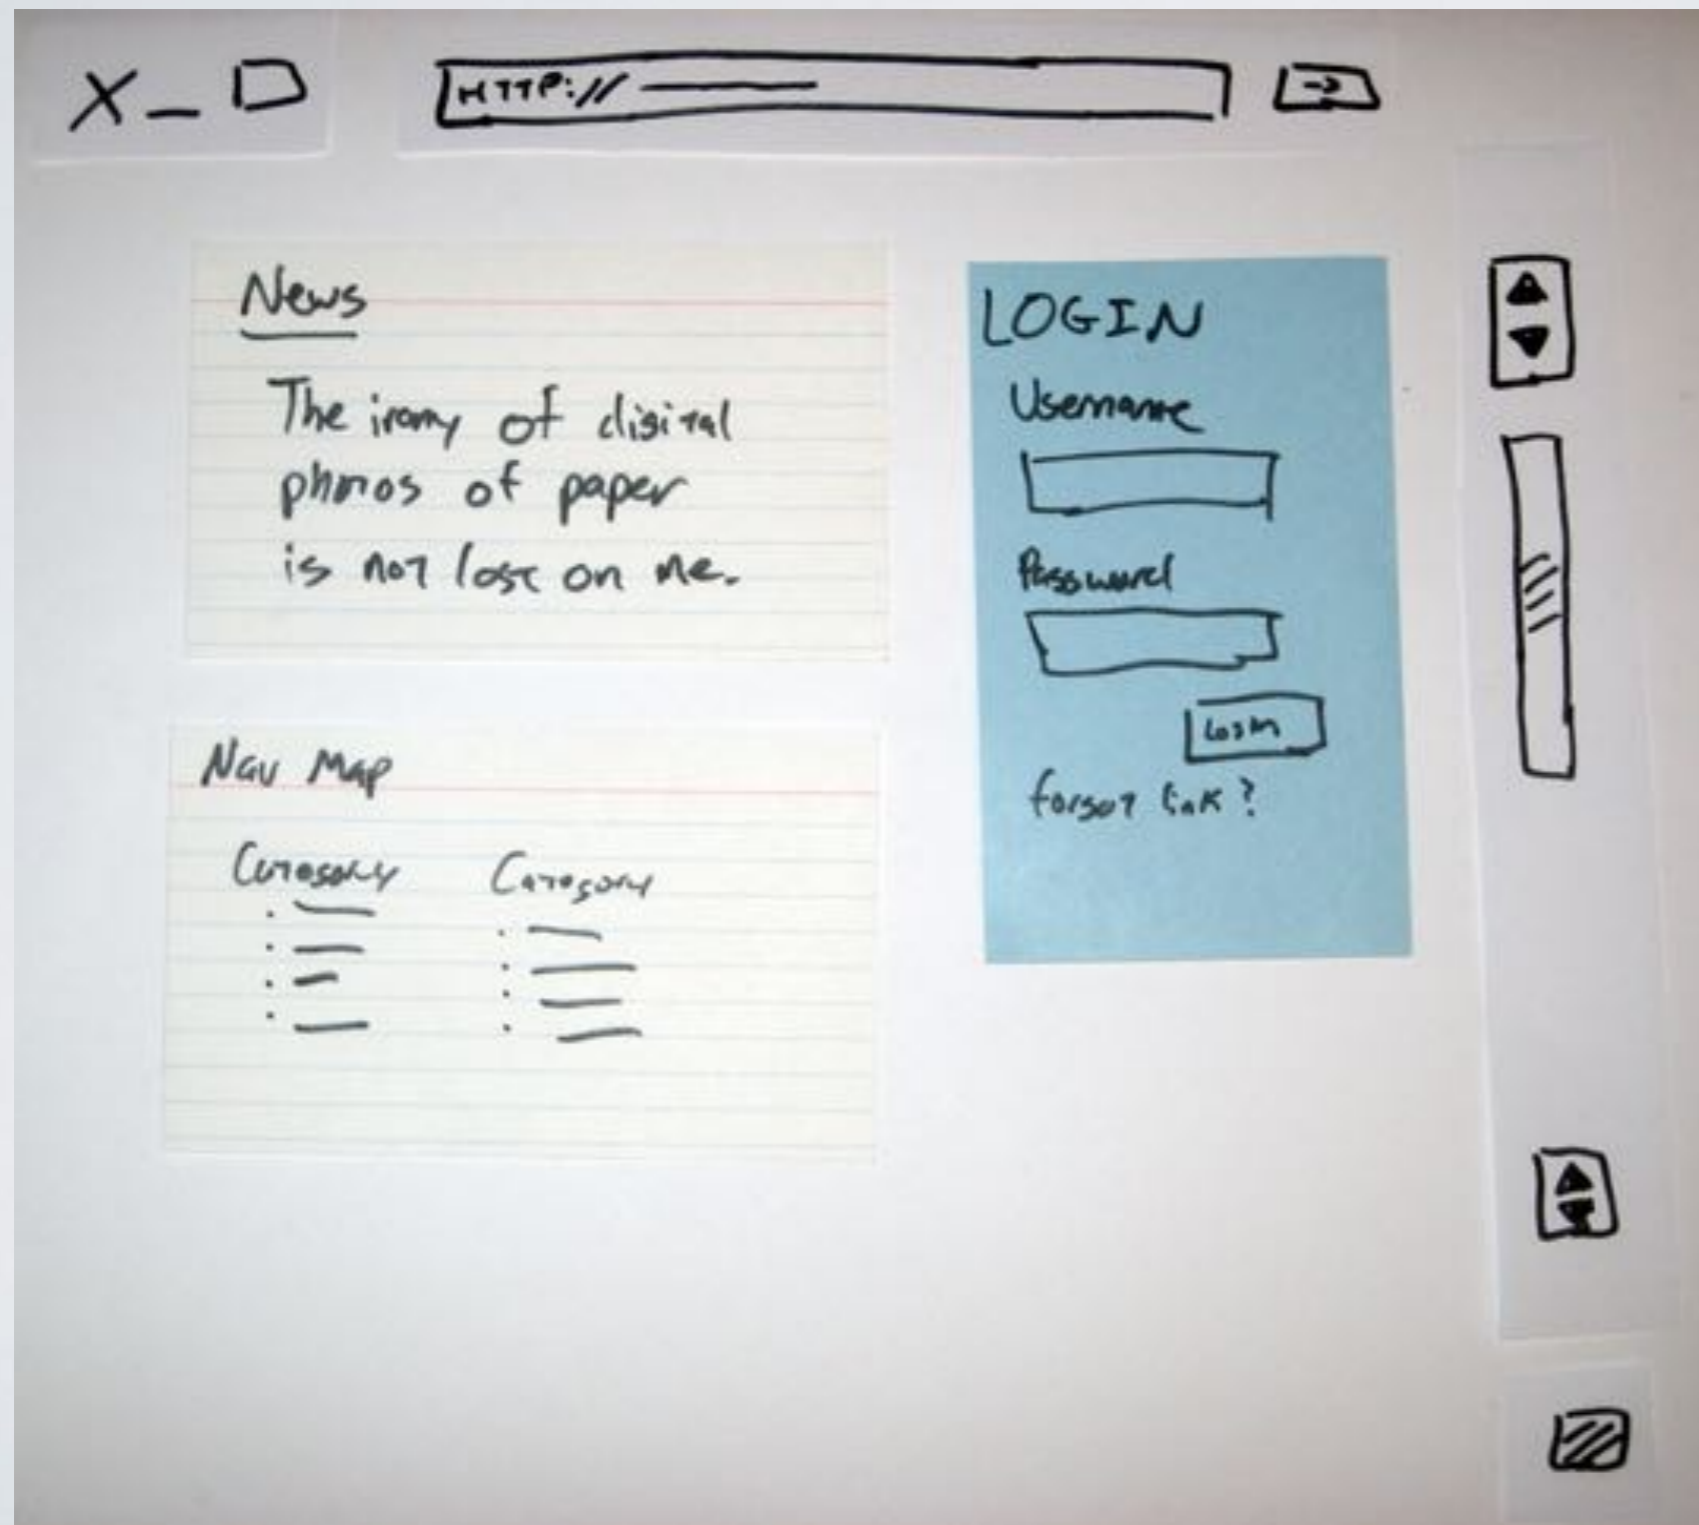 X _
HTTP://
News
The irony of digital
photos of paper
is not lost on me.
Nav Map
Category Category
LOGIN
Username
Password
Login
forgot link?